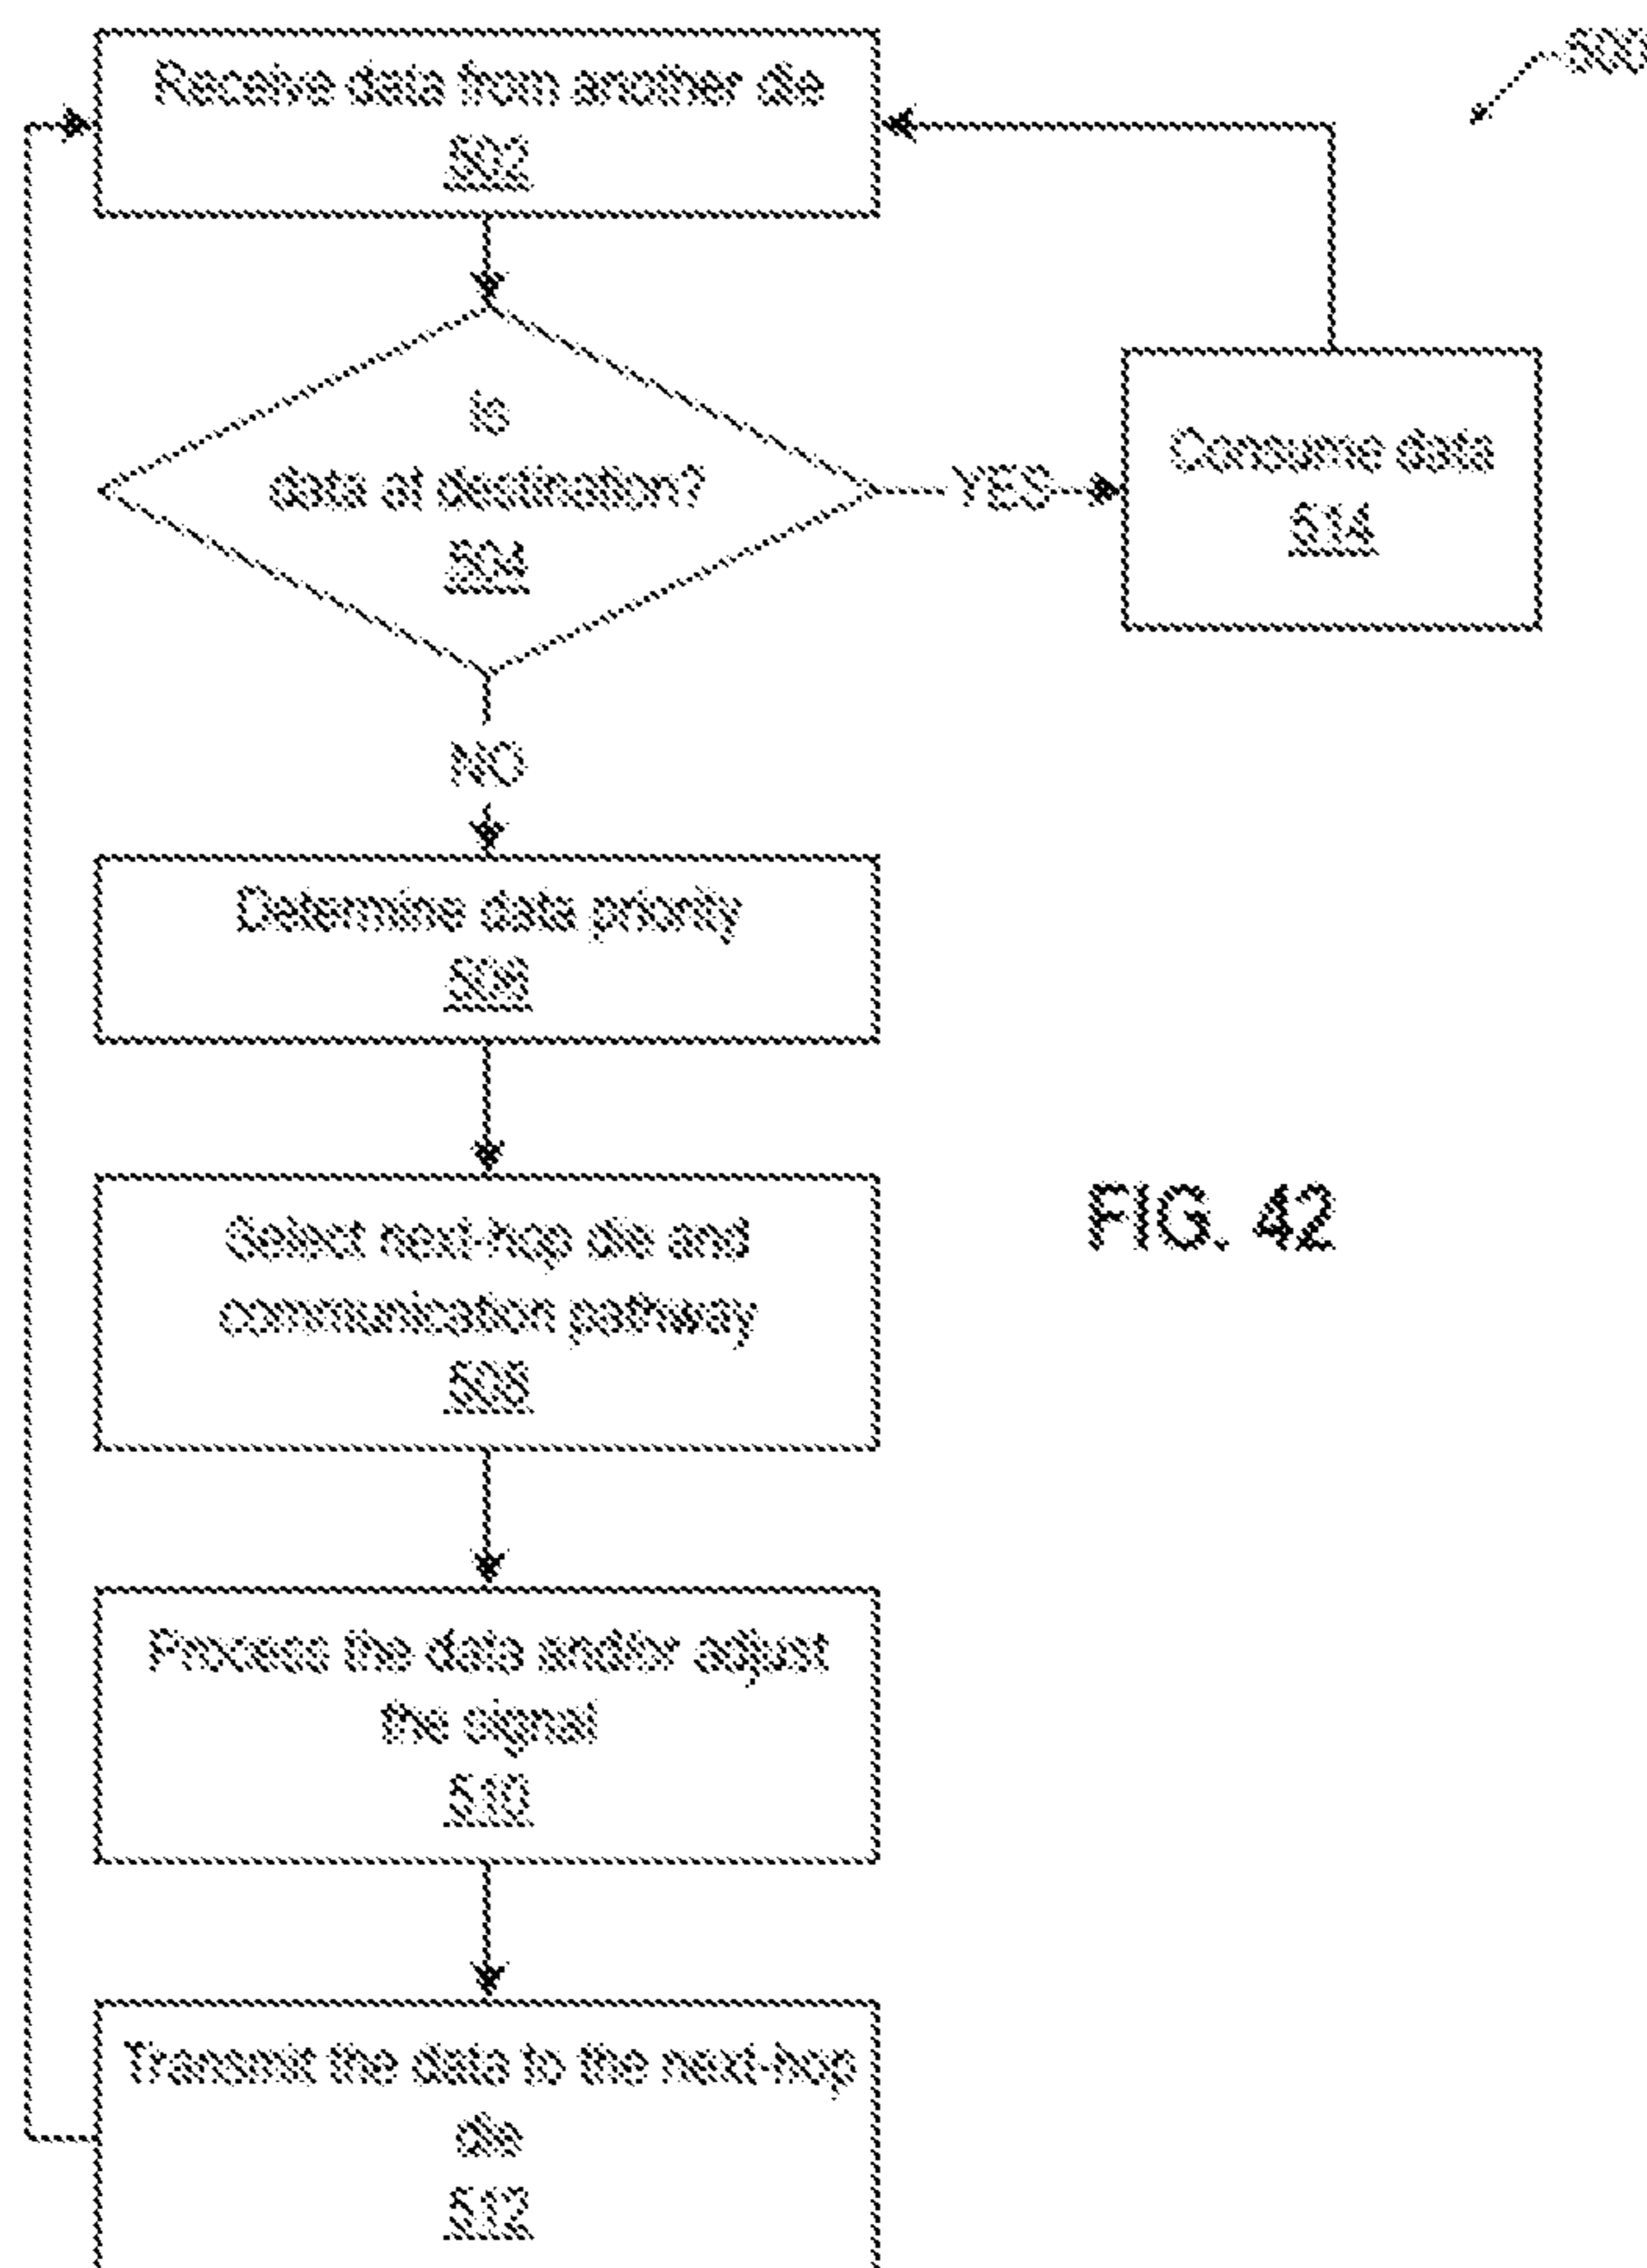 500
Receive data from another die
502
Is
data at destination?
504
YES
Consume data
514
NO
Determine data priority
Select next-hop die and
communication pathway
FIG. 42
Process the data and/or adjust
the signal
510
Transmit the data to the next-hop
die
512